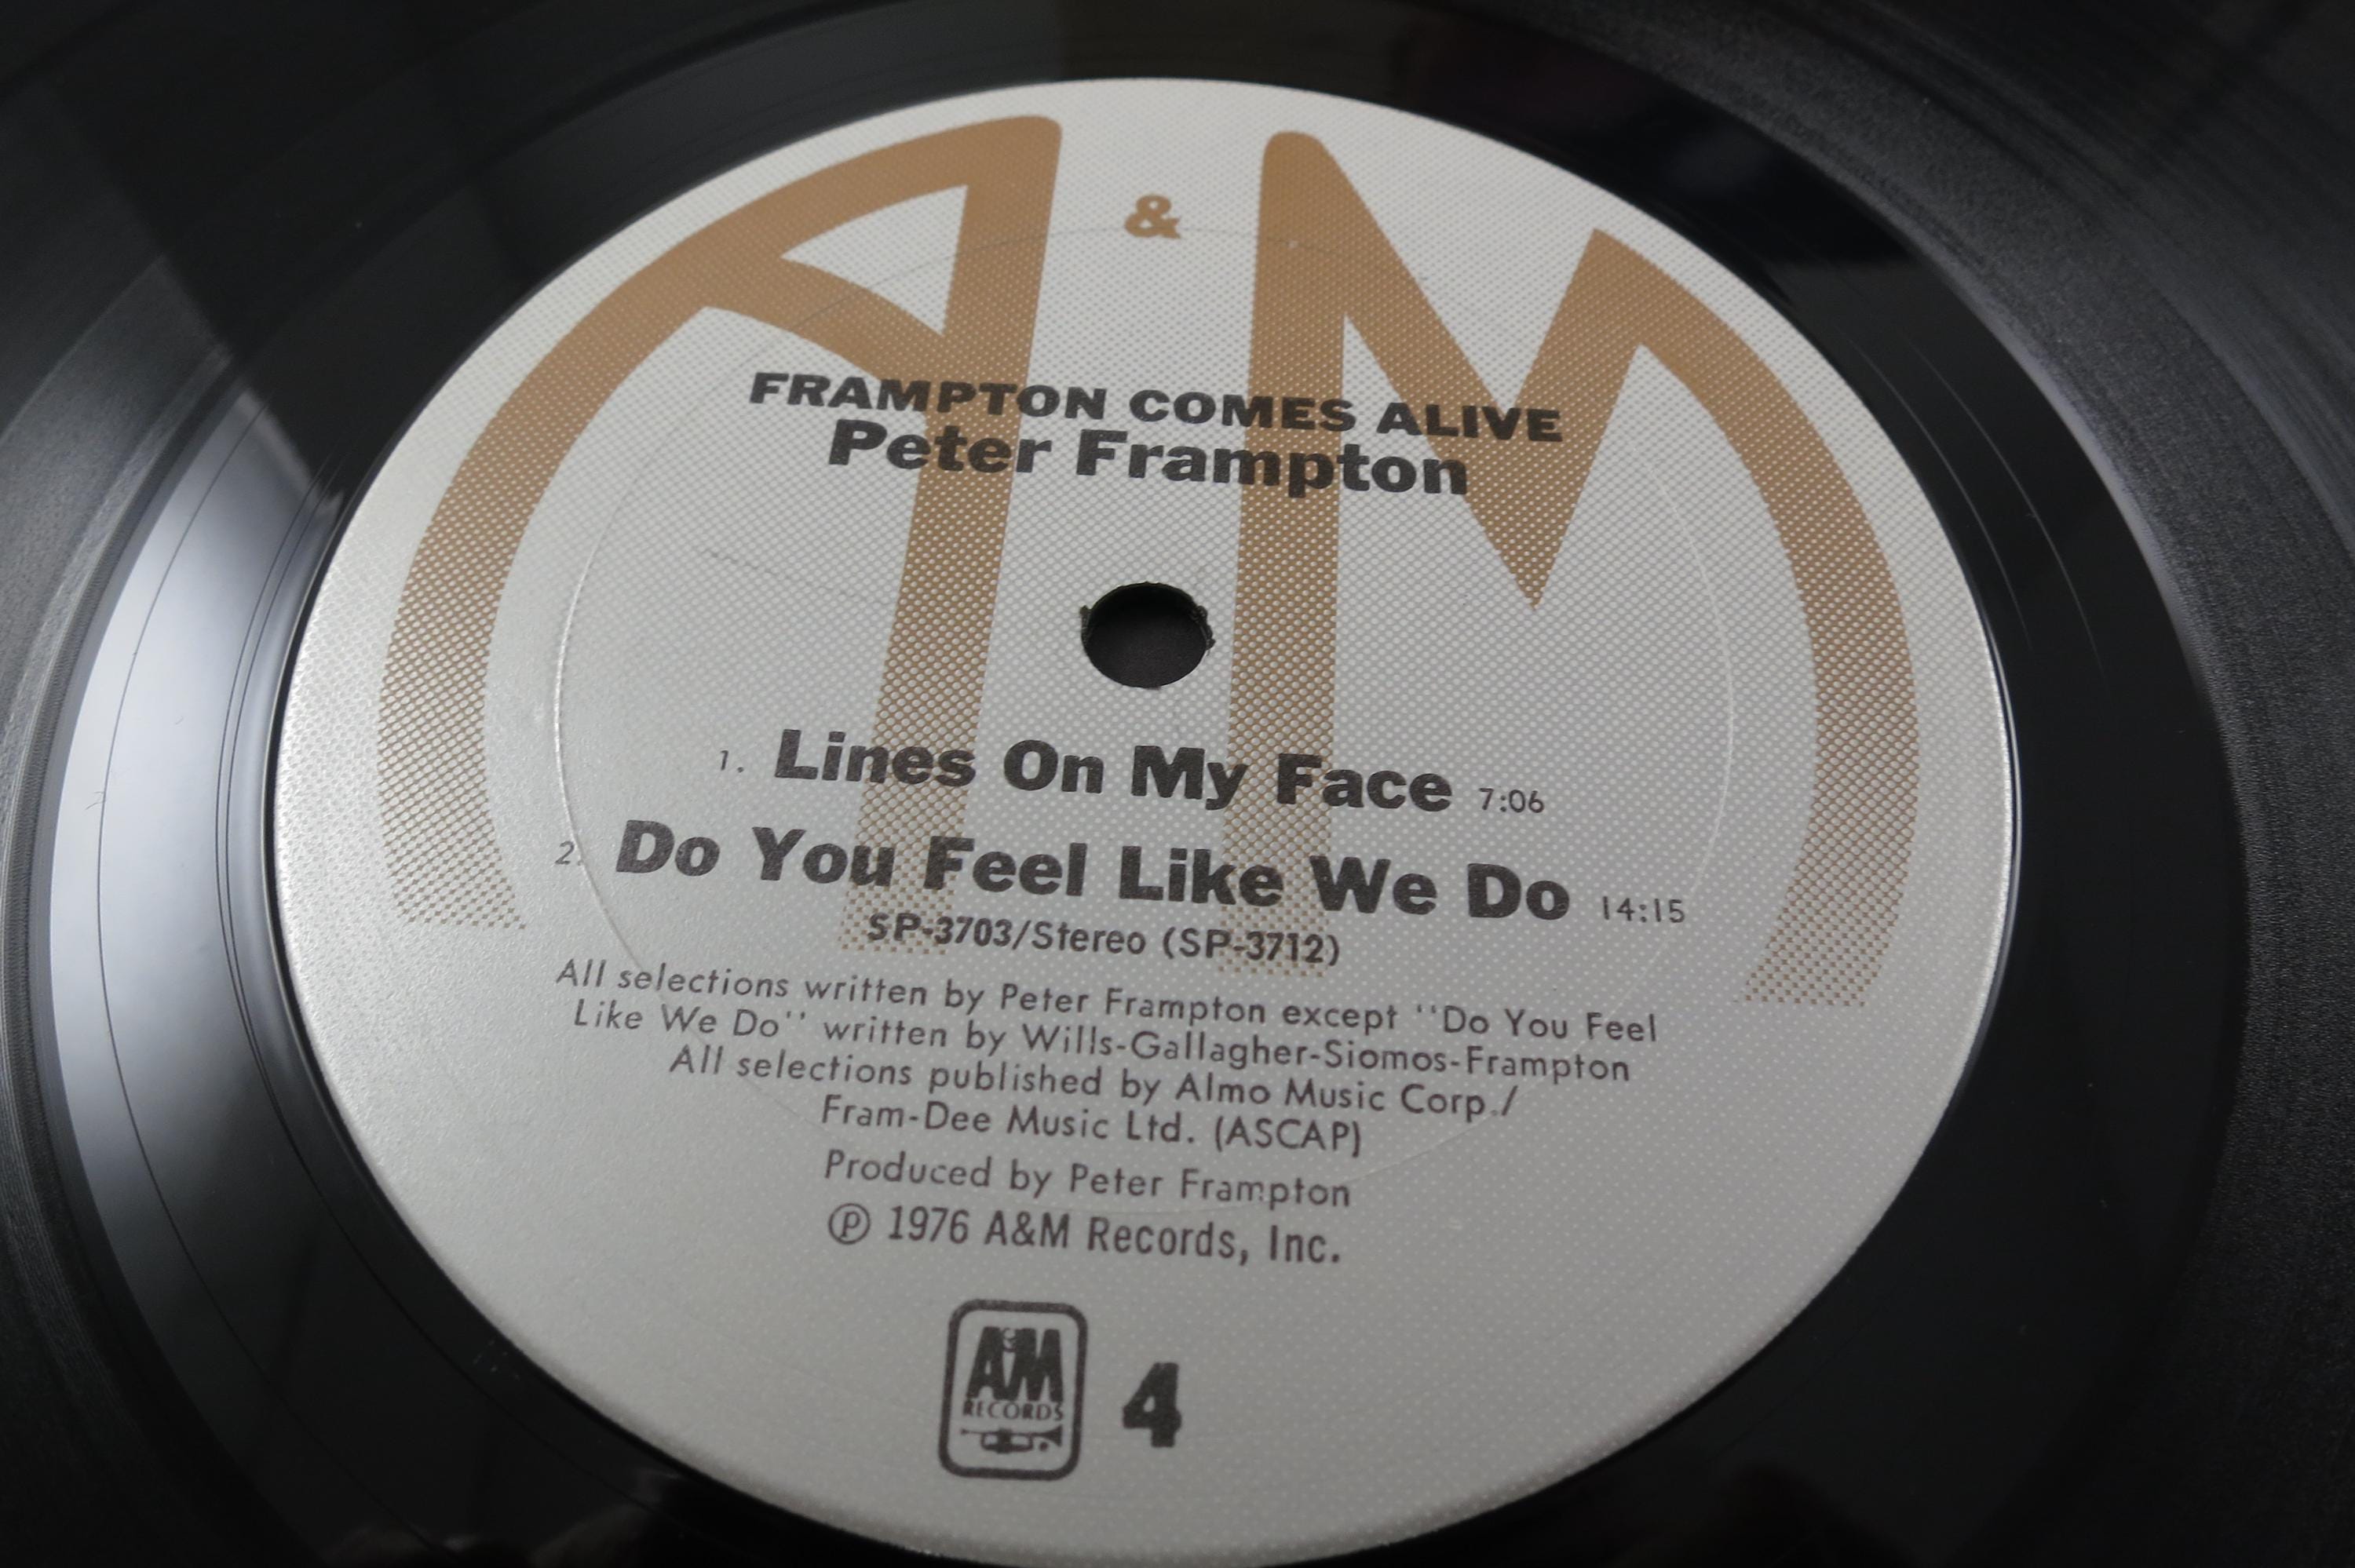 A & M
FRAMPTON COMES ALIVE
Peter Frampton
1. Lines On My Face 7:06
2. Do You Feel Like We Do 14:15
SP-3703/Stereo (SP-3712)
All selections written by Peter Frampton except "Do You Feel
Like We Do" written by Wills-Gallagher-Siomos-Frampton
All selections published by Almo Music Corp./
Fram-Dee Music Ltd. (ASCAP)
Produced by Peter Frampton
℗ 1976 A&M Records, Inc.
A&M
RECORDS
4